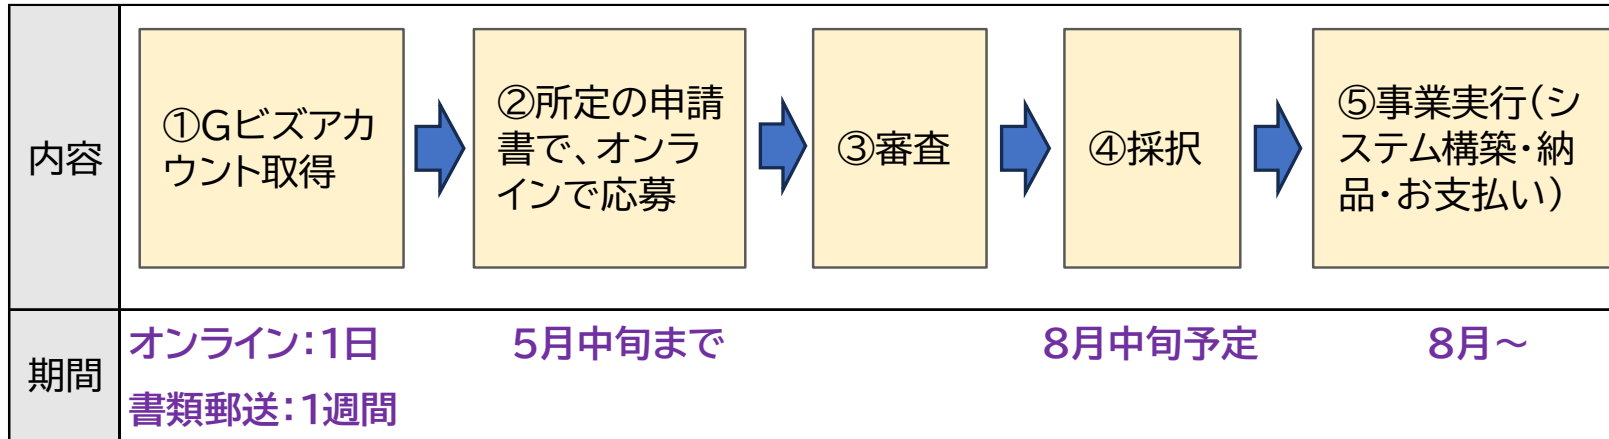 内容
①Gビズアカ
ウント取得
②所定の申請
書で、オンラ
インで応募
③審査
④採択
⑤事業実行(シ
ステム構築・納
品・お支払い)
期間
オンライン:1日
書類郵送:1週間
5月中旬まで
8月中旬予定
8月~